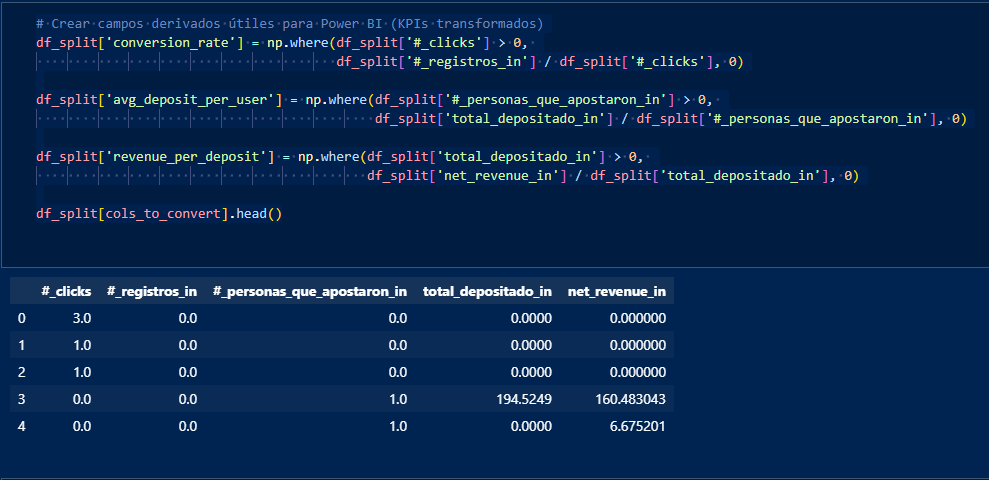 # Crear campos derivados útiles para Power BI (KPIs transformados)
df_split['conversion_rate'] = np.where(df_split['#_clicks'] > 0,
df_split['#_registros_in'] / df_split['#_clicks'], 0)
df_split['avg_deposit_per_user'] = np.where(df_split['#_personas_que_apostaron_in'] > 0,
df_split['total_depositado_in'] / df_split['#_personas_que_apostaron_in'], 0)
df_split['revenue_per_deposit'] = np.where(df_split['total_depositado_in'] > 0,
df_split['net_revenue_in'] / df_split['total_depositado_in'], 0)
df_split[cols_to_convert].head()
#_clicks #_registros_in #_personas_que_apostaron_in total_depositado_in net_revenue_in
0 3.0 0.0 0.0 0.0000 0.000000
1 1.0 0.0 0.0 0.0000 0.000000
2 1.0 0.0 0.0 0.0000 0.000000
3 0.0 0.0 1.0 194.5249 160.483043
4 0.0 0.0 1.0 0.0000 6.675201